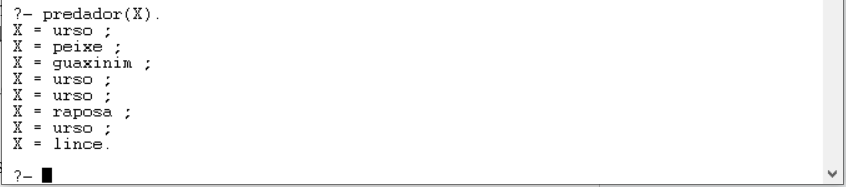 ?- predador(X).
X = urso ;
X = peixe ;
X = guaxinim ;
X = urso ;
X = urso ;
X = raposa ;
X = urso ;
X = lince.
?-